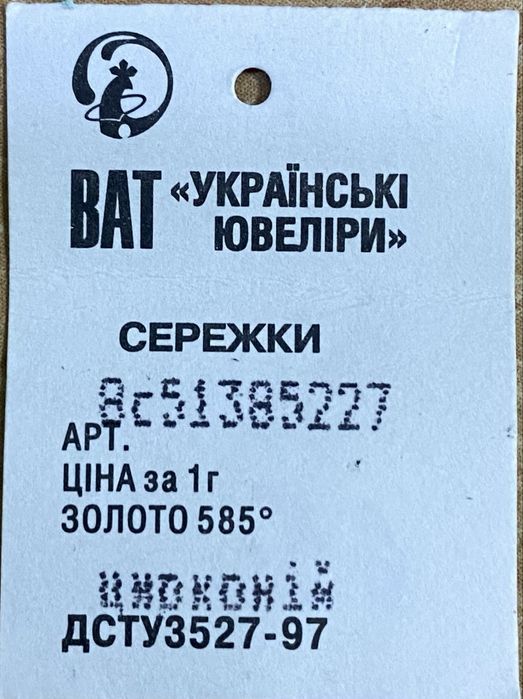 ВАТ «УКРАЇНСЬКІ
ЮВЕЛІРИ»
СЕРЕЖКИ
8с51385227
АРТ.
ЦІНА за 1г
ЗОЛОТО 585°
цирконій
ДСТУ3527-97